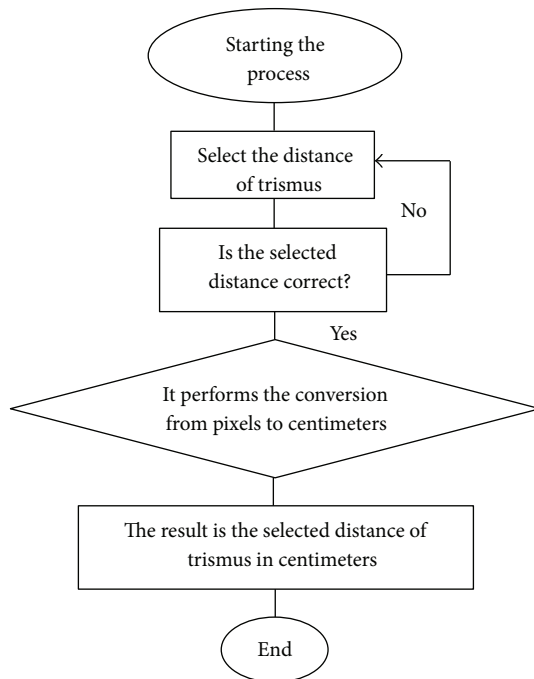 Starting the
process
Select the distance
of trismus
No
Is the selected
distance correct?
Yes
It performs the conversion
from pixels to centimeters
The result is the selected distance of
trismus in centimeters
End